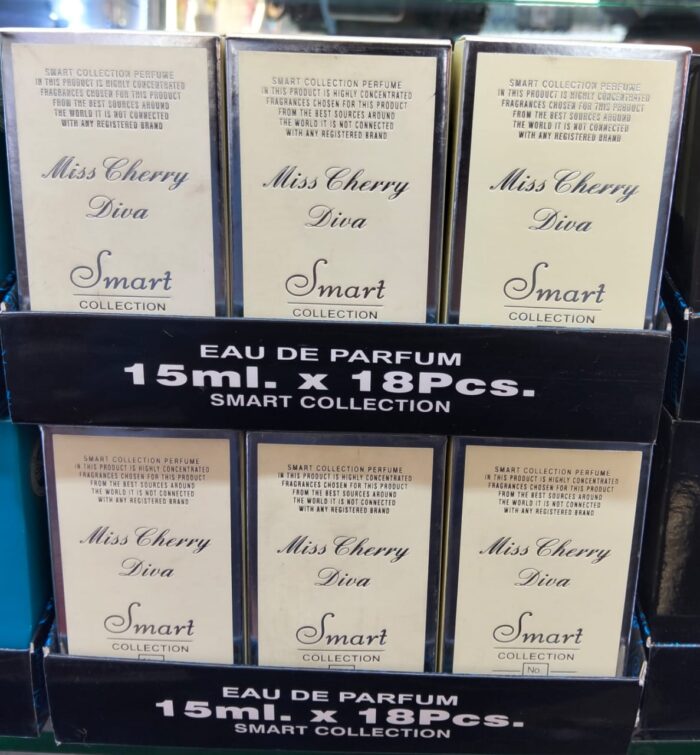 SMART COLLECTION PERFUME
IN THIS PRODUCT IS HIGHLY CONCENTRATED
FRAGRANCES CHOSEN FOR THIS PRODUCT
FROM THE BEST SOURCES AROUND
THE WORLD IT IS NOT CONNECTED
WITH ANY REGISTERED BRAND
Miss Cherry
Diva
Smart
COLLECTION
SMART COLLECTION PERFUME
IN THIS PRODUCT IS HIGHLY CONCENTRATED
FRAGRANCES CHOSEN FOR THIS PRODUCT
FROM THE BEST SOURCES AROUND
THE WORLD IT IS NOT CONNECTED
WITH ANY REGISTERED BRAND
Miss Cherry
Diva
Smart
COLLECTION
SMART COLLECTION PERFUME
IN THIS PRODUCT IS HIGHLY CONCENTRATED
FRAGRANCES CHOSEN FOR THIS PRODUCT
FROM THE BEST SOURCES AROUND
THE WORLD IT IS NOT CONNECTED
WITH ANY REGISTERED BRAND
Miss Cherry
Diva
Smart
COLLECTION
EAU DE PARFUM
15ml. x 18Pcs.
SMART COLLECTION
SMART COLLECTION PERFUME
IN THIS PRODUCT IS HIGHLY CONCENTRATED
FRAGRANCES CHOSEN FOR THIS PRODUCT
FROM THE BEST SOURCES AROUND
THE WORLD IT IS NOT CONNECTED
WITH ANY REGISTERED BRAND
Miss Cherry
Diva
Smart
COLLECTION
SMART COLLECTION PERFUME
IN THIS PRODUCT IS HIGHLY CONCENTRATED
FRAGRANCES CHOSEN FOR THIS PRODUCT
FROM THE BEST SOURCES AROUND
THE WORLD IT IS NOT CONNECTED
WITH ANY REGISTERED BRAND
Miss Cherry
Diva
Smart
COLLECTION
SMART COLLECTION PERFUME
IN THIS PRODUCT IS HIGHLY CONCENTRATED
FRAGRANCES CHOSEN FOR THIS PRODUCT
FROM THE BEST SOURCES AROUND
THE WORLD IT IS NOT CONNECTED
WITH ANY REGISTERED BRAND
Miss Cherry
Diva
Smart
COLLECTION
No
EAU DE PARFUM
15ml. x 18Pcs.
SMART COLLECTION